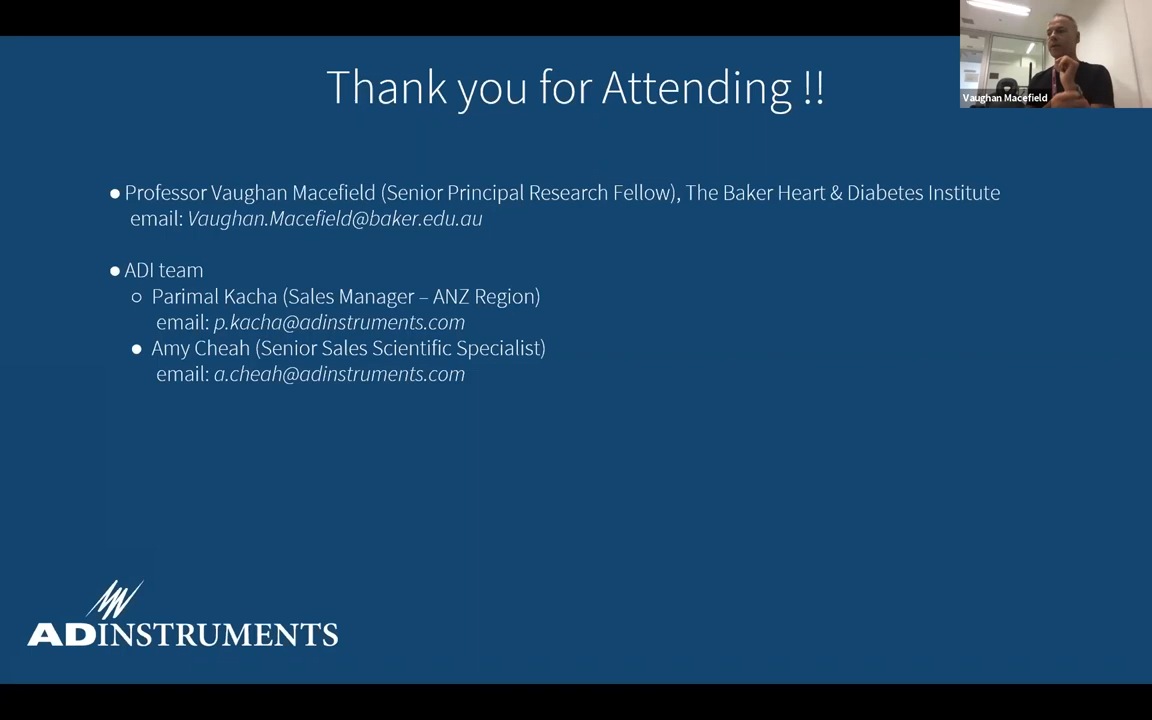 Thank you for Attending !!
Vaughan Macefield
● Professor Vaughan Macefield (Senior Principal Research Fellow), The Baker Heart & Diabetes Institute
email: Vaughan.Macefield@baker.edu.au
● ADI team
○ Parimal Kacha (Sales Manager – ANZ Region)
email: p.kacha@adinstruments.com
● Amy Cheah (Senior Sales Scientific Specialist)
email: a.cheah@adinstruments.com
ADINSTRUMENTS